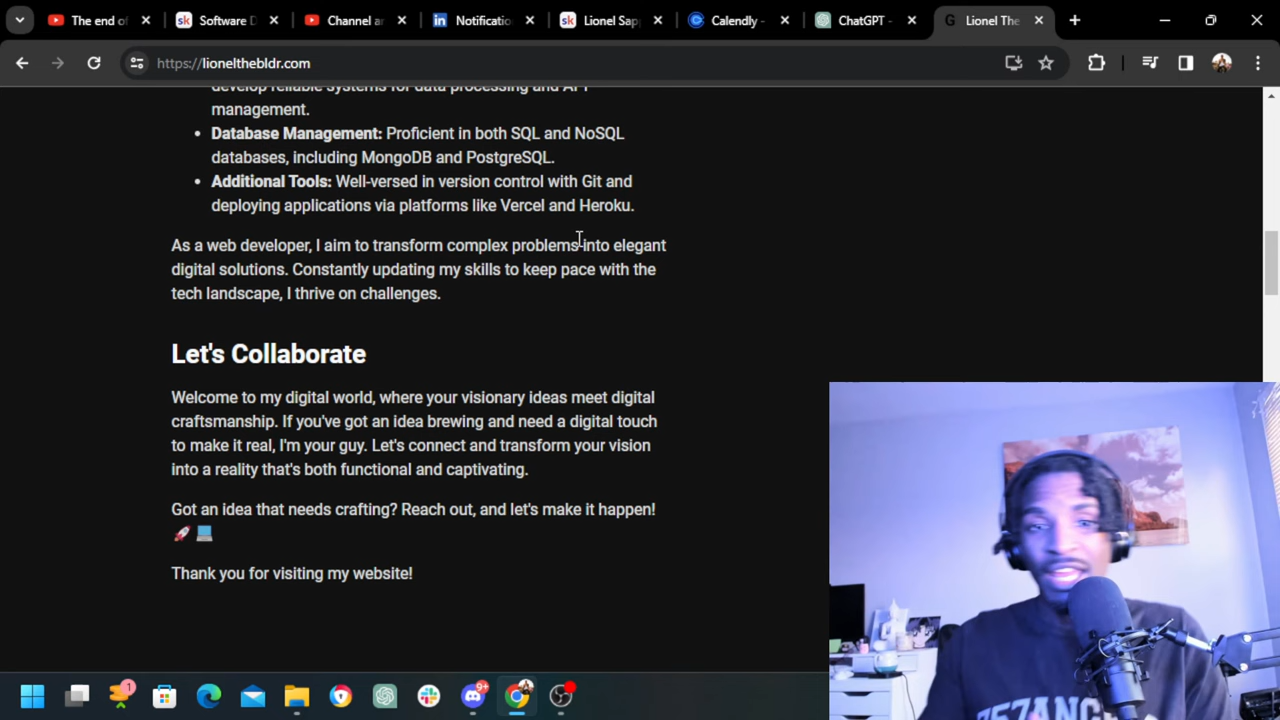 The end of
Software D
Channel ar
Notificatio
Lionel Sap
Calendly -
ChatGPT -
Lionel The
https://lionelthebldr.com
develop reliable systems for data processing and API
management.
• Database Management: Proficient in both SQL and NoSQL
databases, including MongoDB and PostgreSQL.
• Additional Tools: Well-versed in version control with Git and
deploying applications via platforms like Vercel and Heroku.
As a web developer, I aim to transform complex problems into elegant
digital solutions. Constantly updating my skills to keep pace with the
tech landscape, I thrive on challenges.
Let's Collaborate
Welcome to my digital world, where your visionary ideas meet digital
craftsmanship. If you've got an idea brewing and need a digital touch
to make it real, I'm your guy. Let's connect and transform your vision
into a reality that's both functional and captivating.
Got an idea that needs crafting? Reach out, and let's make it happen!
🚀 💻
Thank you for visiting my website!